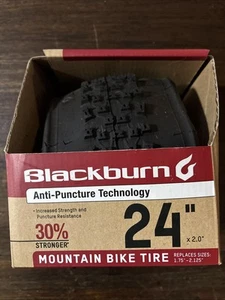 Blackburn
Anti-Puncture Technology
• Increased Strength and
Puncture Resistance
30%
STRONGER*
24"
x 2.0"
MOUNTAIN BIKE TIRE
REPLACES SIZES:
1.75"-2.125"